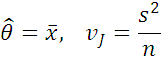 θ̂ = x̄, v_J = s²/n